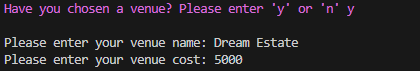 Have you chosen a venue? Please enter 'y' or 'n' y
Please enter your venue name: Dream Estate
Please enter your venue cost: 5000